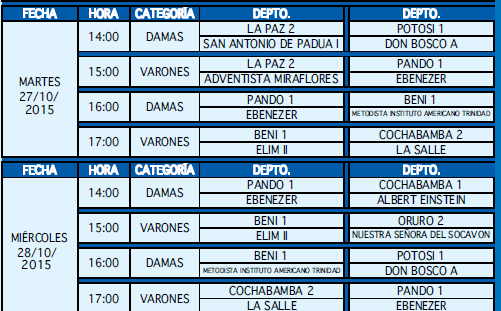 FECHA HORA CATEGORÍA DEPTO. DEPTO.
MARTES
27/10/
2015
14:00 DAMAS
LA PAZ 2 POTOSI 1
SAN ANTONIO DE PADUA I DON BOSCO A
15:00 VARONES
LA PAZ 2 PANDO 1
ADVENTISTA MIRAFLORES EBENEZER
16:00 DAMAS
PANDO 1 BENI 1
EBENEZER METODISTA INSTITUTO AMERICANO TRINIDAD
17:00 VARONES
BENI 1 COCHABAMBA 2
ELIM II LA SALLE
FECHA HORA CATEGORÍA DEPTO. DEPTO.
MIÉRCOLES
28/10/
2015
14:00 DAMAS
PANDO 1 COCHABAMBA 1
EBENEZER ALBERT EINSTEIN
15:00 VARONES
BENI 1 ORURO 2
ELIM II NUESTRA SEÑORA DEL SOCAVON
16:00 DAMAS
BENI 1 POTOSI 1
METODISTA INSTITUTO AMERICANO TRINIDAD DON BOSCO A
17:00 VARONES
COCHABAMBA 2 PANDO 1
LA SALLE EBENEZER